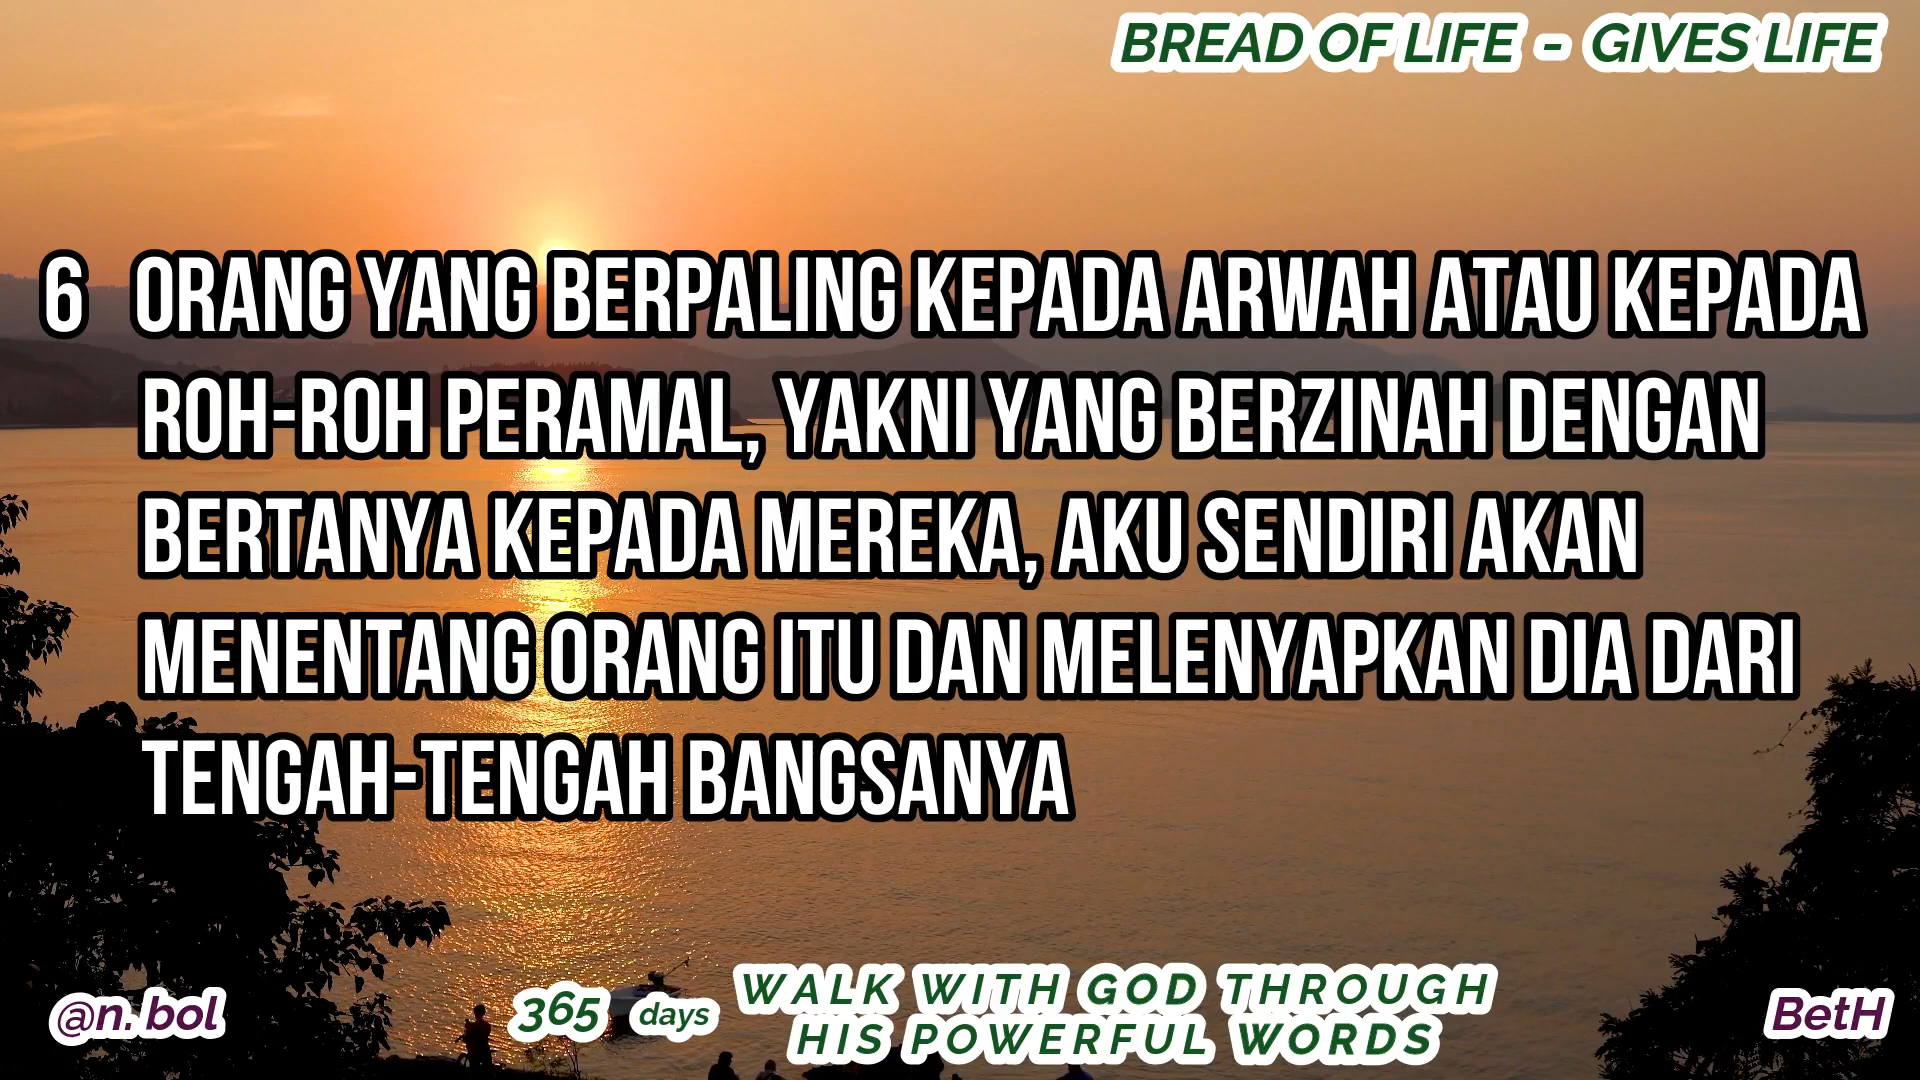 BREAD OF LIFE - GIVES LIFE
6 ORANG YANG BERPALING KEPADA ARWAH ATAU KEPADA
ROH-ROH PERAMAL, YAKNI YANG BERZINAH DENGAN
BERTANYA KEPADA MEREKA, AKU SENDIRI AKAN
MENENTANG ORANG ITU DAN MELENYAPKAN DIA DARI
TENGAH-TENGAH BANGSANYA
@n.bol
365 days
WALK WITH GOD THROUGH
HIS POWERFUL WORDS
BetH